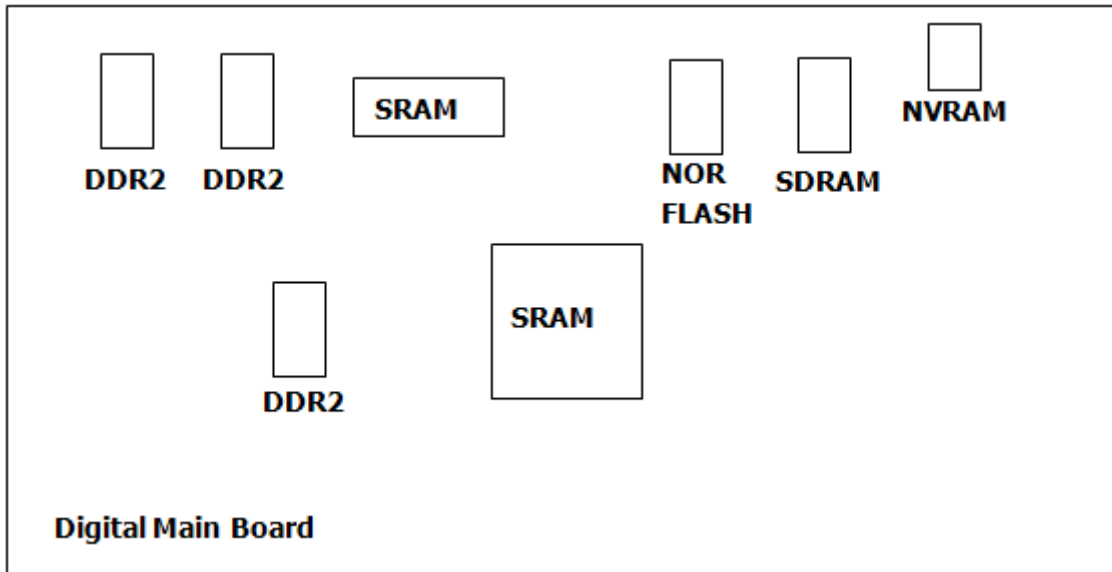 SRAM
NVRAM
DDR2
DDR2
NOR
FLASH
SDRAM
SRAM
DDR2
Digital Main Board